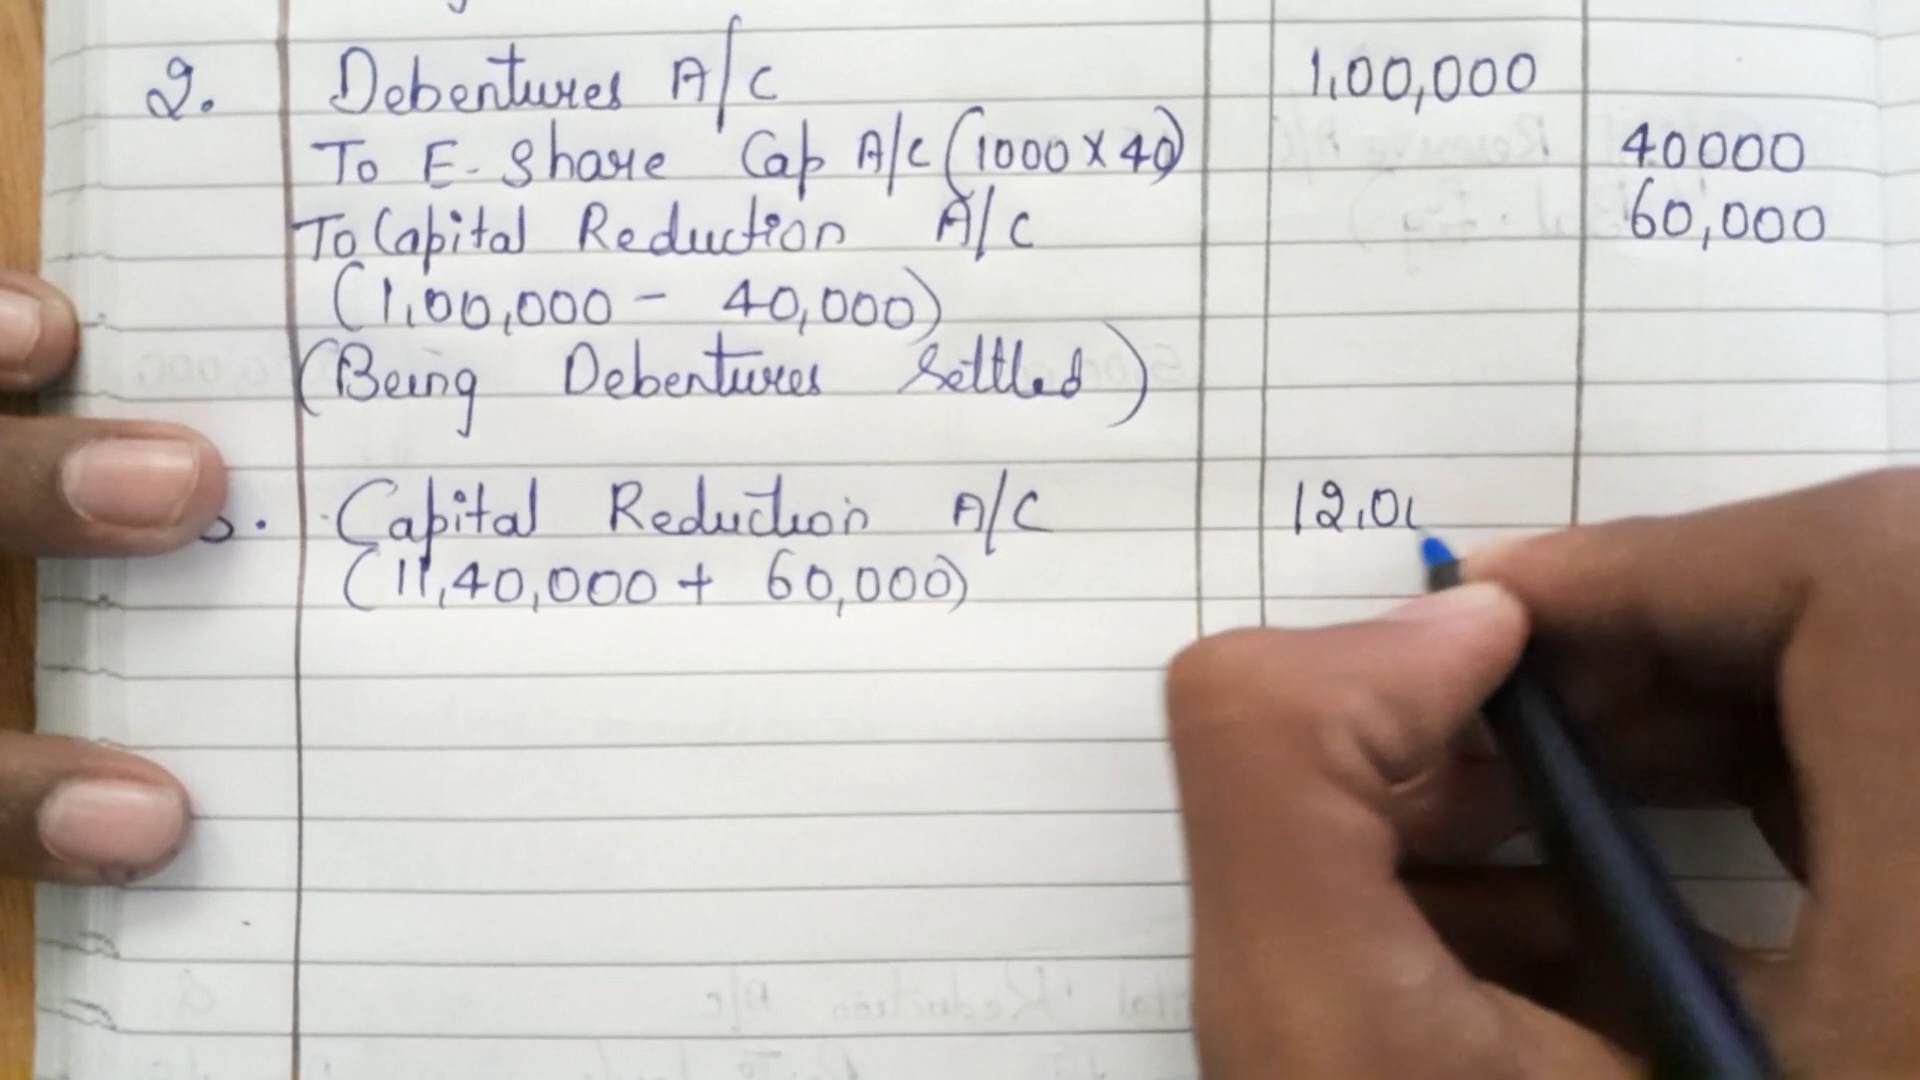 2. Debentures A/C 1,00,000
To E-Share Cap A/C (1000 x 40) 40000
To Capital Reduction A/C 60,000
(1,00,000 - 40,000)
(Being Debentures Settled)
Capital Reduction A/C 12,0
(11,40,000 + 60,000)